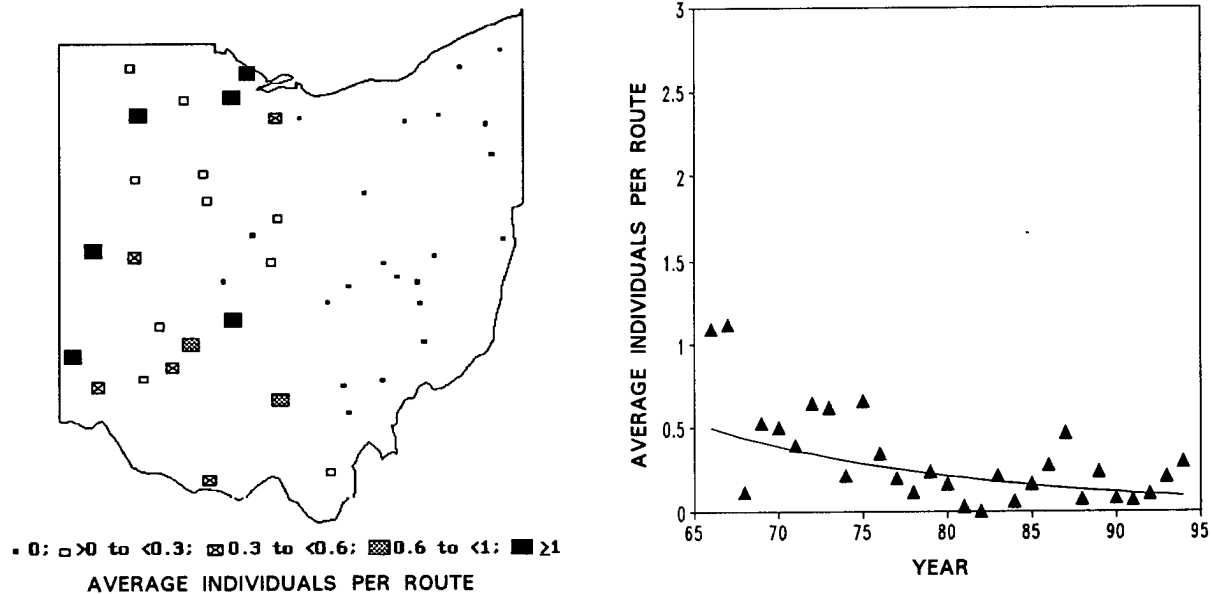 . 0; >0 to <0.3; 0.3 to <0.6; 0.6 to <1; ≥1
AVERAGE INDIVIDUALS PER ROUTE
AVERAGE INDIVIDUALS PER ROUTE
3
2.5
2
1.5
1
0.5
0
65 70 75 80 85 90 95
YEAR